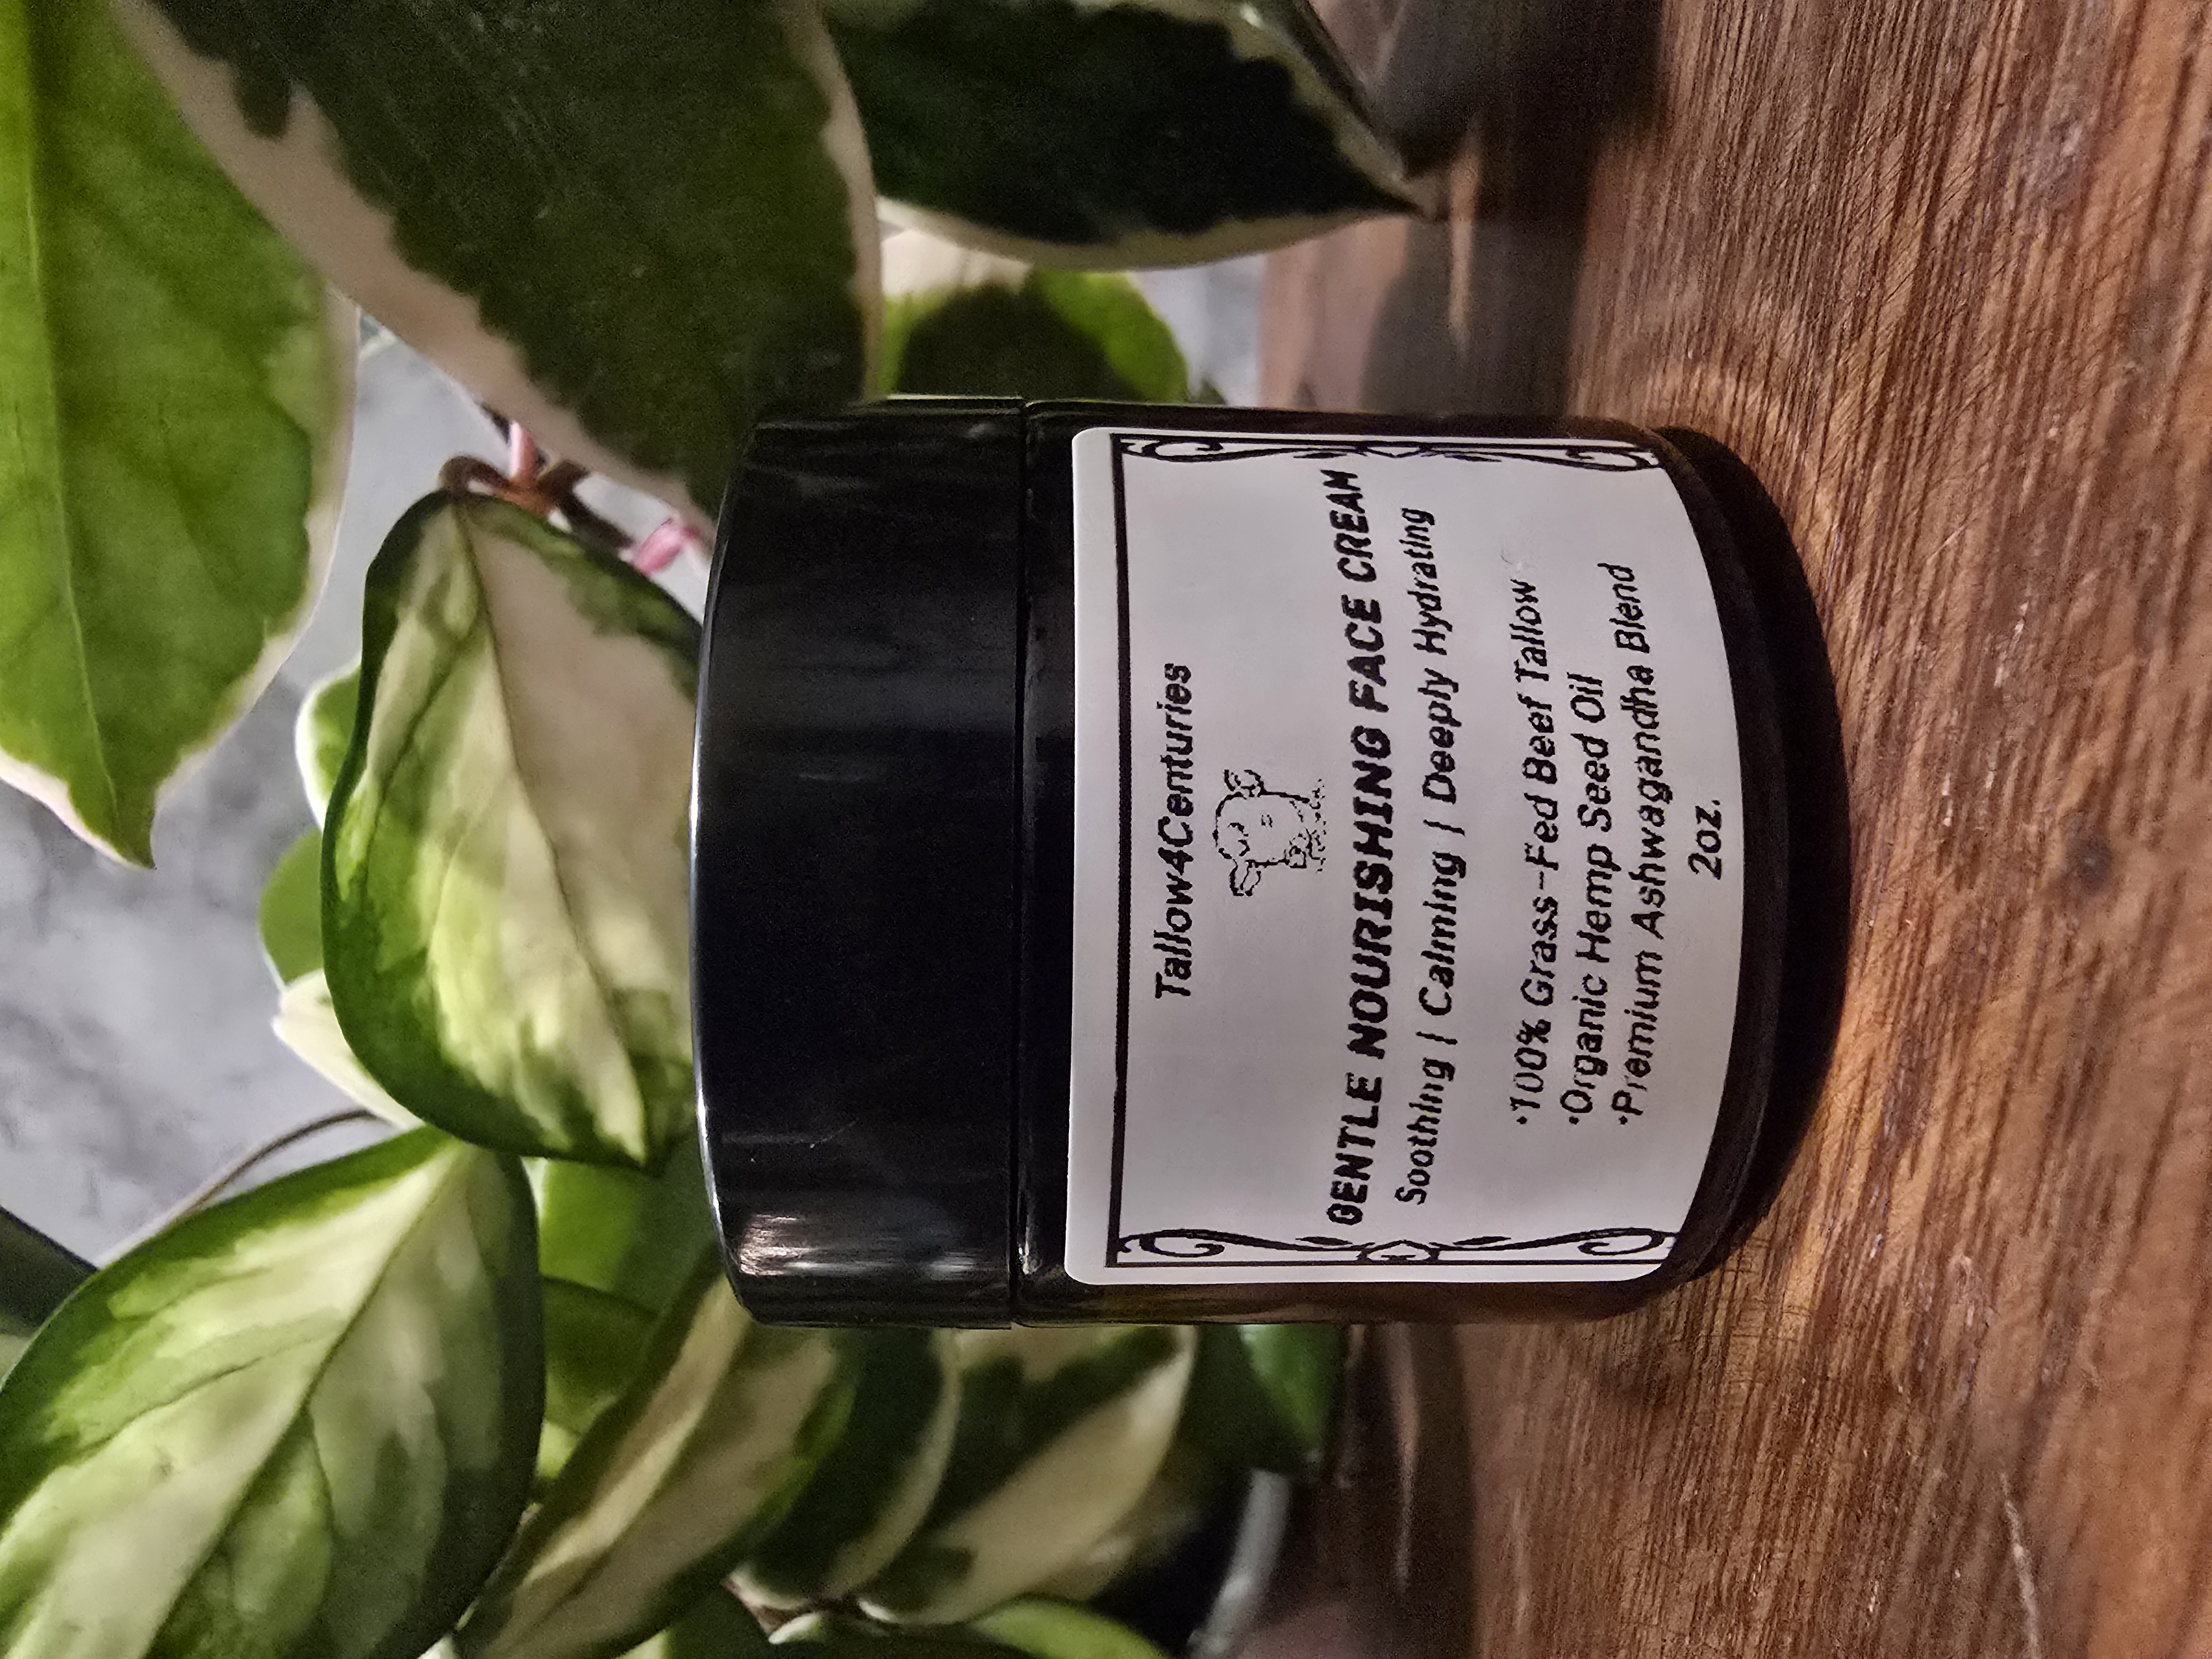 Tallow4Centuries
GENTLE NOURISHING FACE CREAM
Soothing | Calming | Deeply Hydrating
·100% Grass-Fed Beef Tallow
·Organic Hemp Seed Oil
·Premium Ashwagandha Blend
2oz.